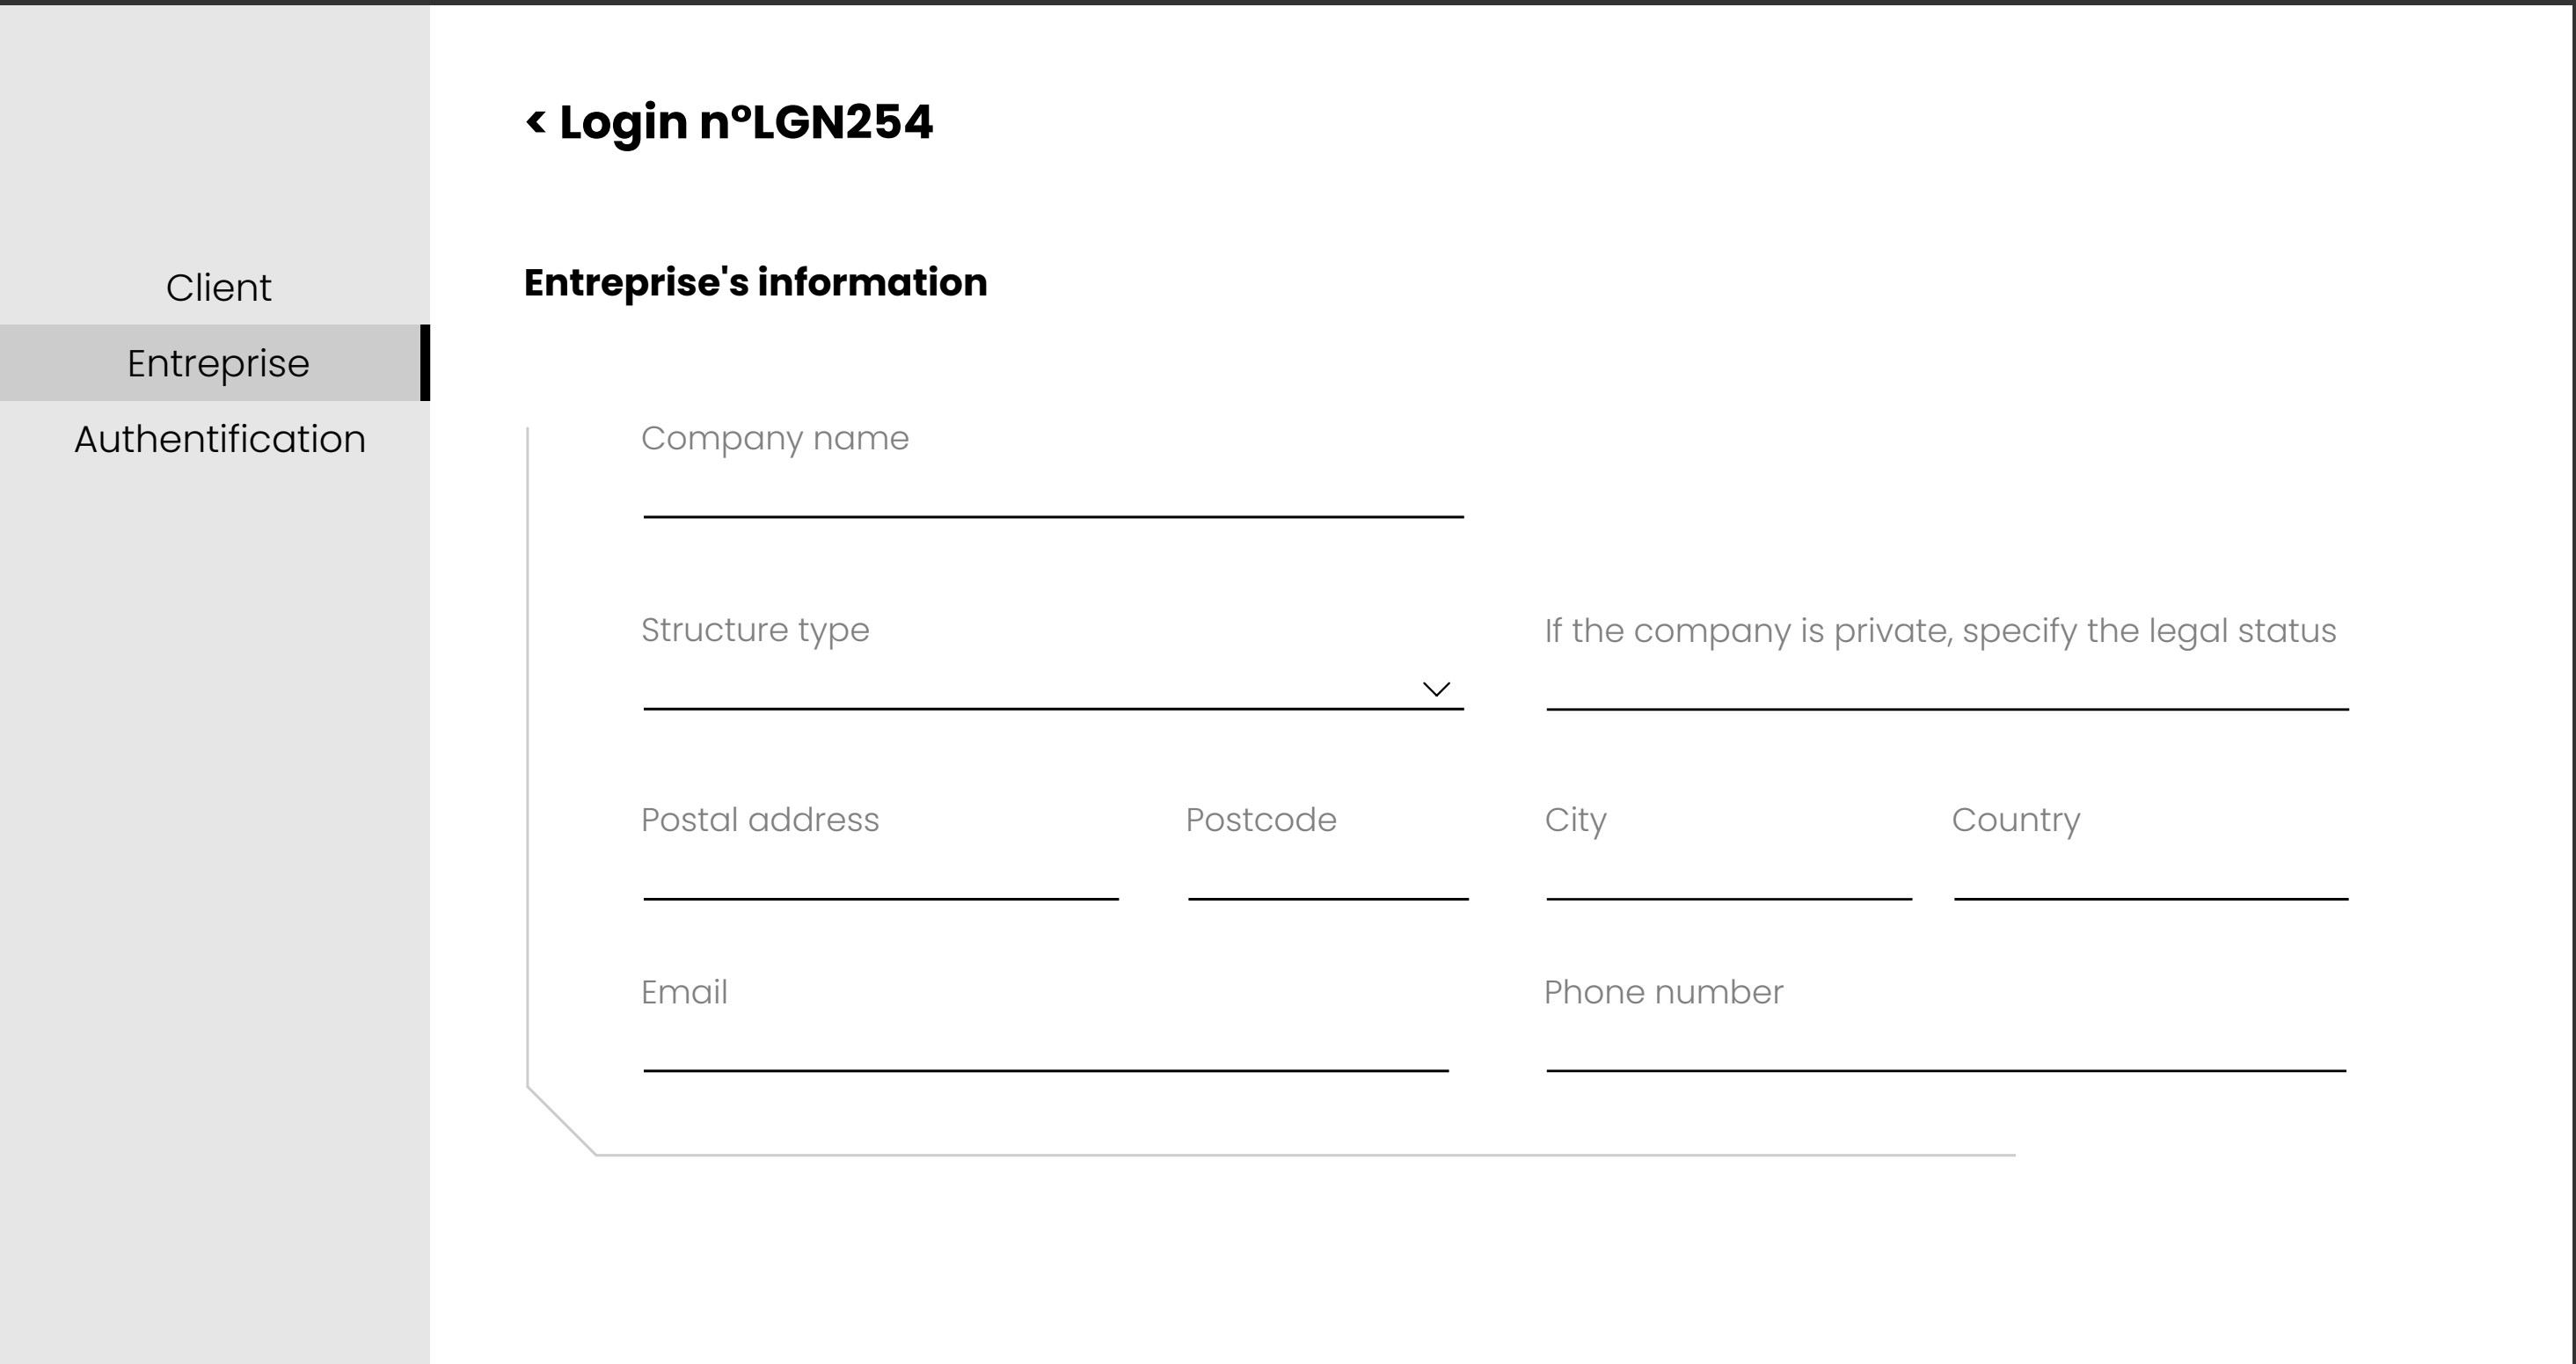 < Login n°LGN254
Entreprise's information
Client
Entreprise
Authentification
Company name
Structure type
If the company is private, specify the legal status
Postal address
Postcode
City
Country
Email
Phone number